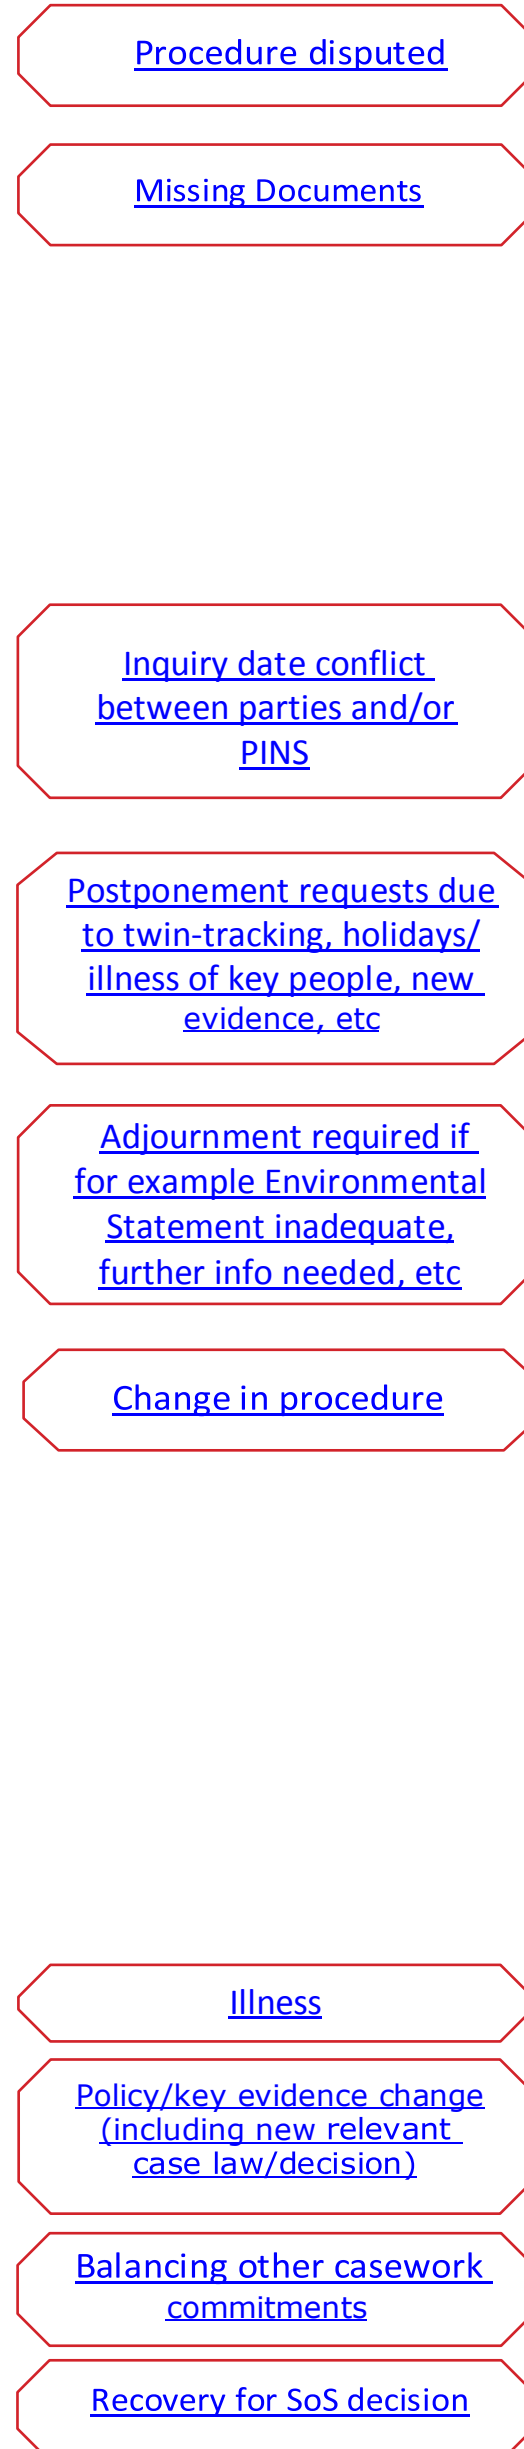 Procedure disputed
Missing Documents
Inquiry date conflict
between parties and/or
PINS
Postponement requests due
to twin-tracking, holidays/
illness of key people, new
evidence, etc
Adjournment required if
for example Environmental
Statement inadequate,
further info needed, etc
Change in procedure
Illness
Policy/key evidence change
(including new relevant
case law/decision)
Balancing other casework
commitments
Recovery for SoS decision